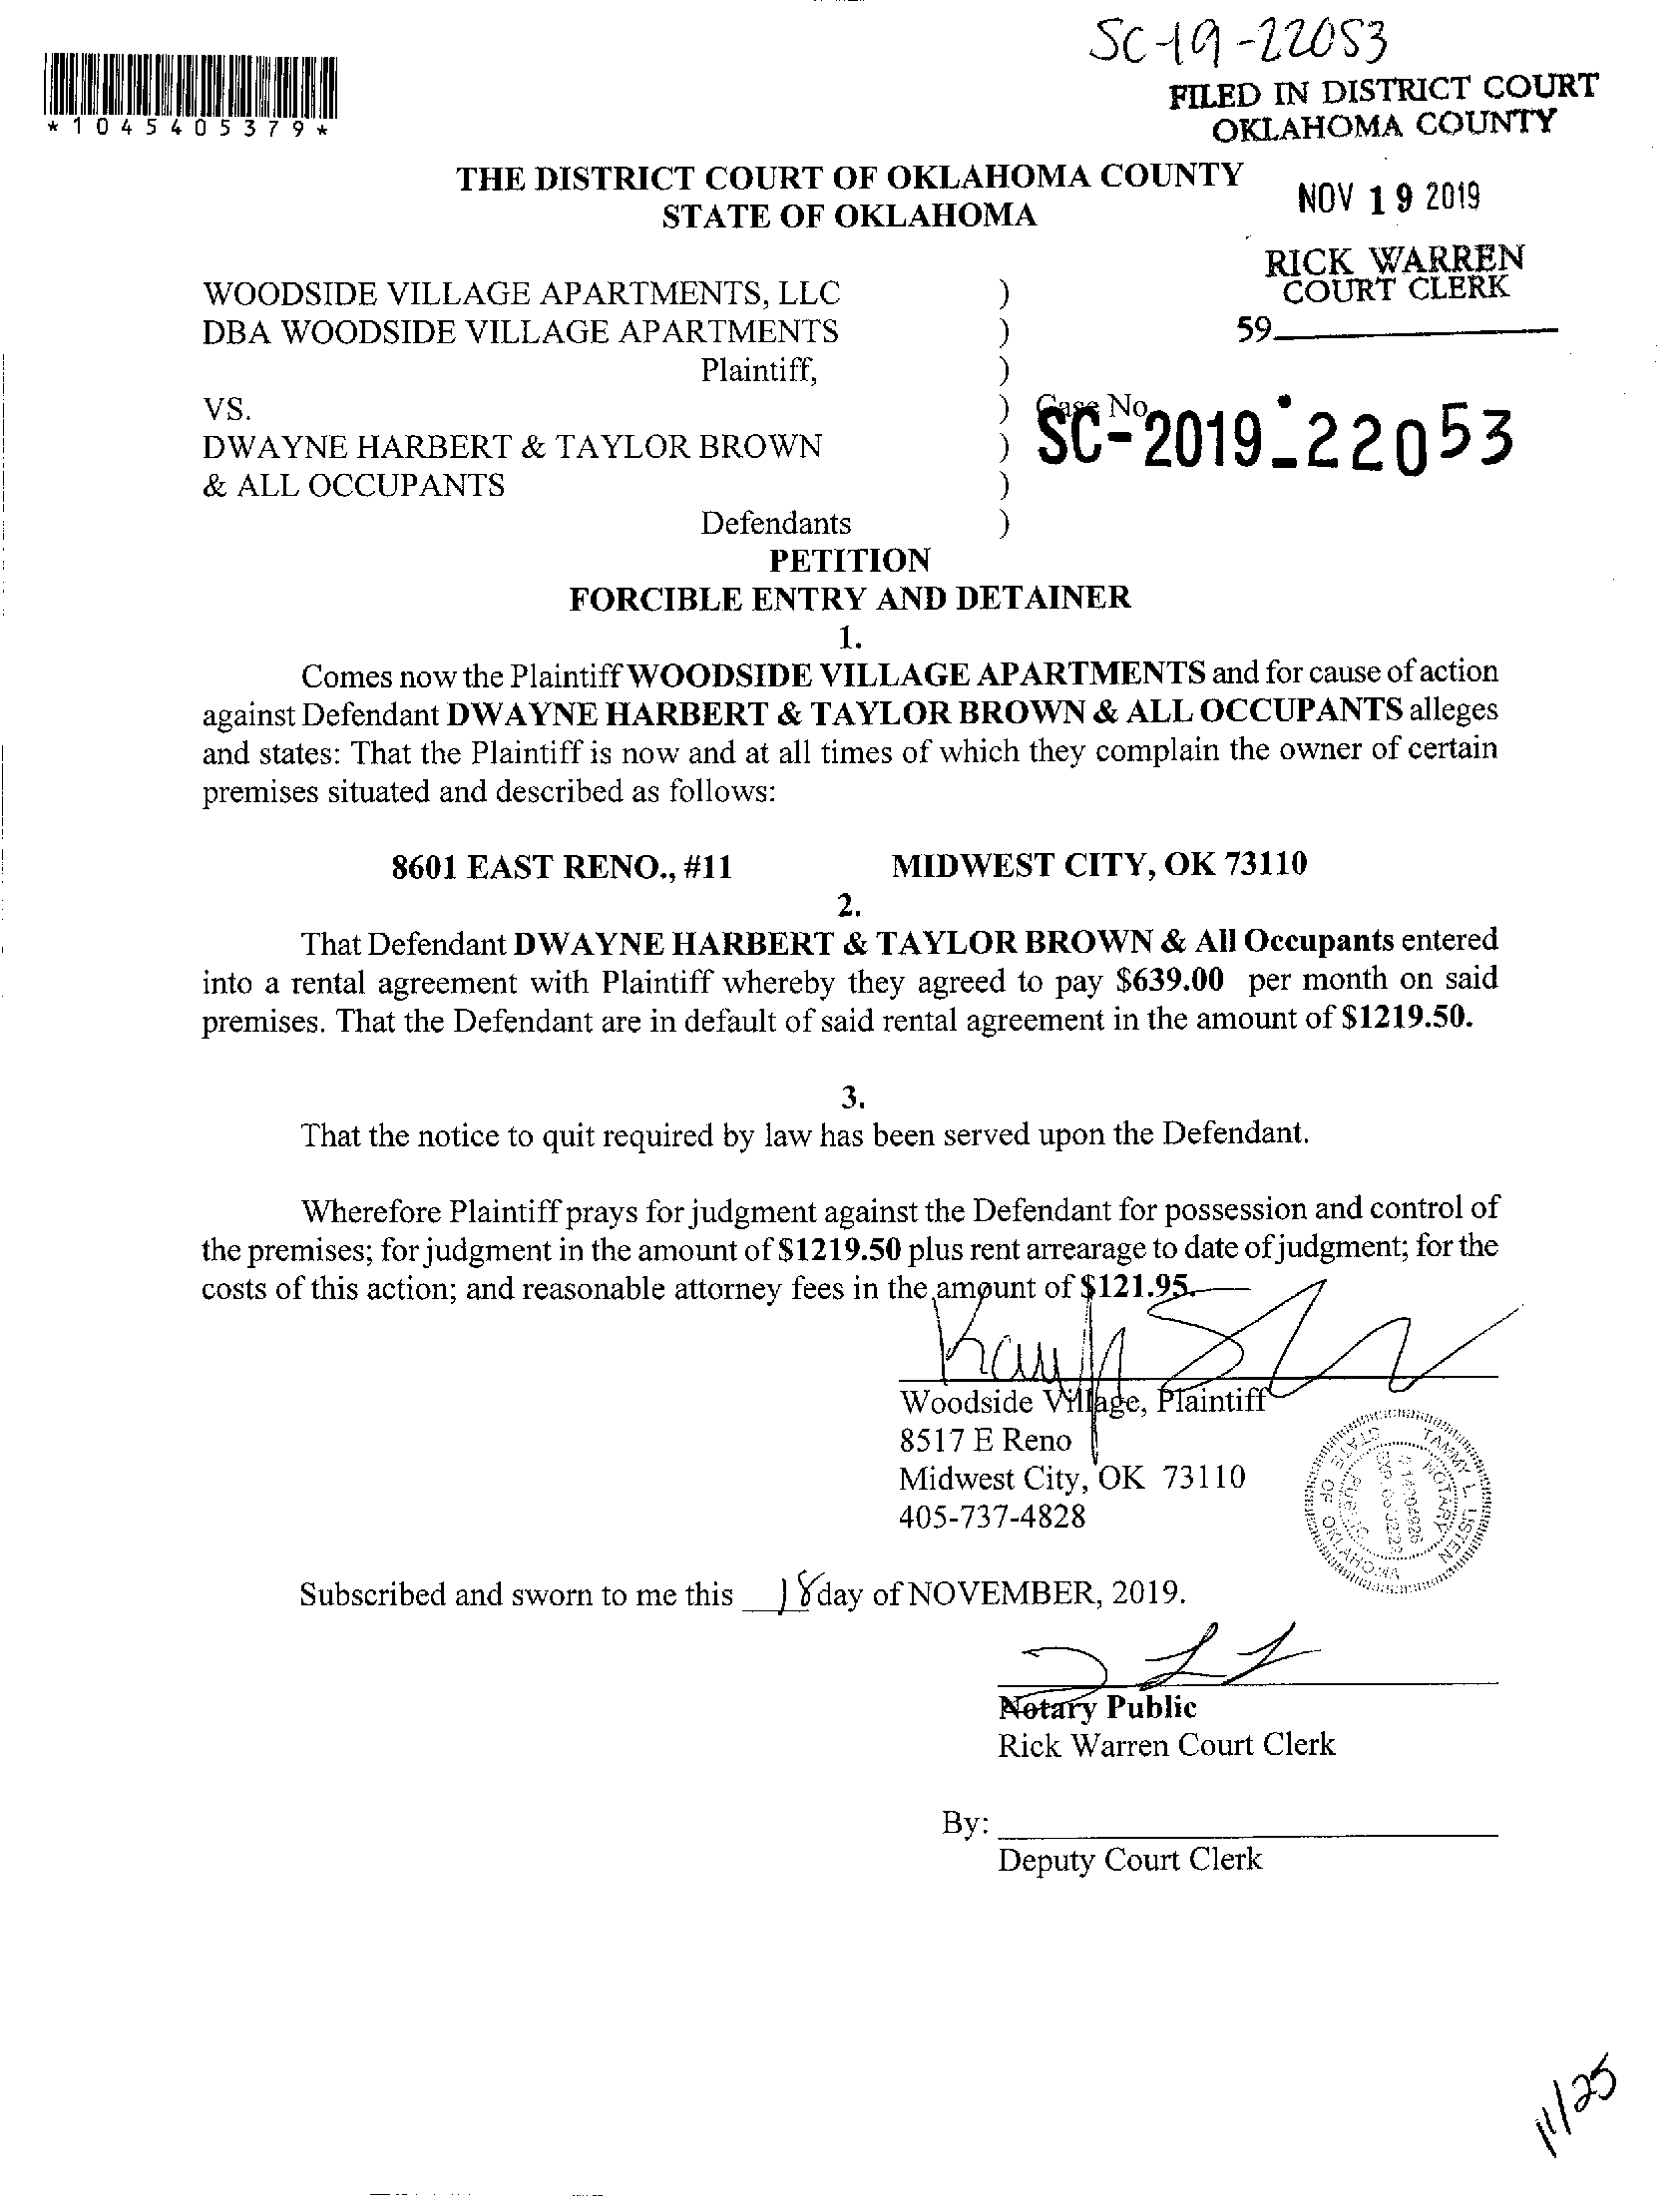 SC-19-22053
*1045405379*
FILED IN DISTRICT COURT
OKLAHOMA COUNTY
THE DISTRICT COURT OF OKLAHOMA COUNTY
STATE OF OKLAHOMA
NOV 19 2019
RICK WARREN
COURT CLERK
59
WOODSIDE VILLAGE APARTMENTS, LLC )
DBA WOODSIDE VILLAGE APARTMENTS )
Plaintiff, )
VS. ) Case No.
SC-2019-22053
DWAYNE HARBERT & TAYLOR BROWN )
& ALL OCCUPANTS )
Defendants )
PETITION
FORCIBLE ENTRY AND DETAINER
1.
Comes now the Plaintiff WOODSIDE VILLAGE APARTMENTS and for cause of action
against Defendant DWAYNE HARBERT & TAYLOR BROWN & ALL OCCUPANTS alleges
and states: That the Plaintiff is now and at all times of which they complain the owner of certain
premises situated and described as follows:
8601 EAST RENO., #11 MIDWEST CITY, OK 73110
2.
That Defendant DWAYNE HARBERT & TAYLOR BROWN & All Occupants entered
into a rental agreement with Plaintiff whereby they agreed to pay $639.00 per month on said
premises. That the Defendant are in default of said rental agreement in the amount of $1219.50.
3.
That the notice to quit required by law has been served upon the Defendant.
Wherefore Plaintiff prays for judgment against the Defendant for possession and control of
the premises; for judgment in the amount of $1219.50 plus rent arrearage to date of judgment; for the
costs of this action; and reasonable attorney fees in the amount of $121.95.
Woodside Village, Plaintiff
8517 E Reno
Midwest City, OK 73110
405-737-4828
TAMMY L. LISTEN
NOTARY
STATE OF OKLAHOMA
Subscribed and sworn to me this 18 day of NOVEMBER, 2019.
Notary Public
Rick Warren Court Clerk
By:
Deputy Court Clerk
11/25